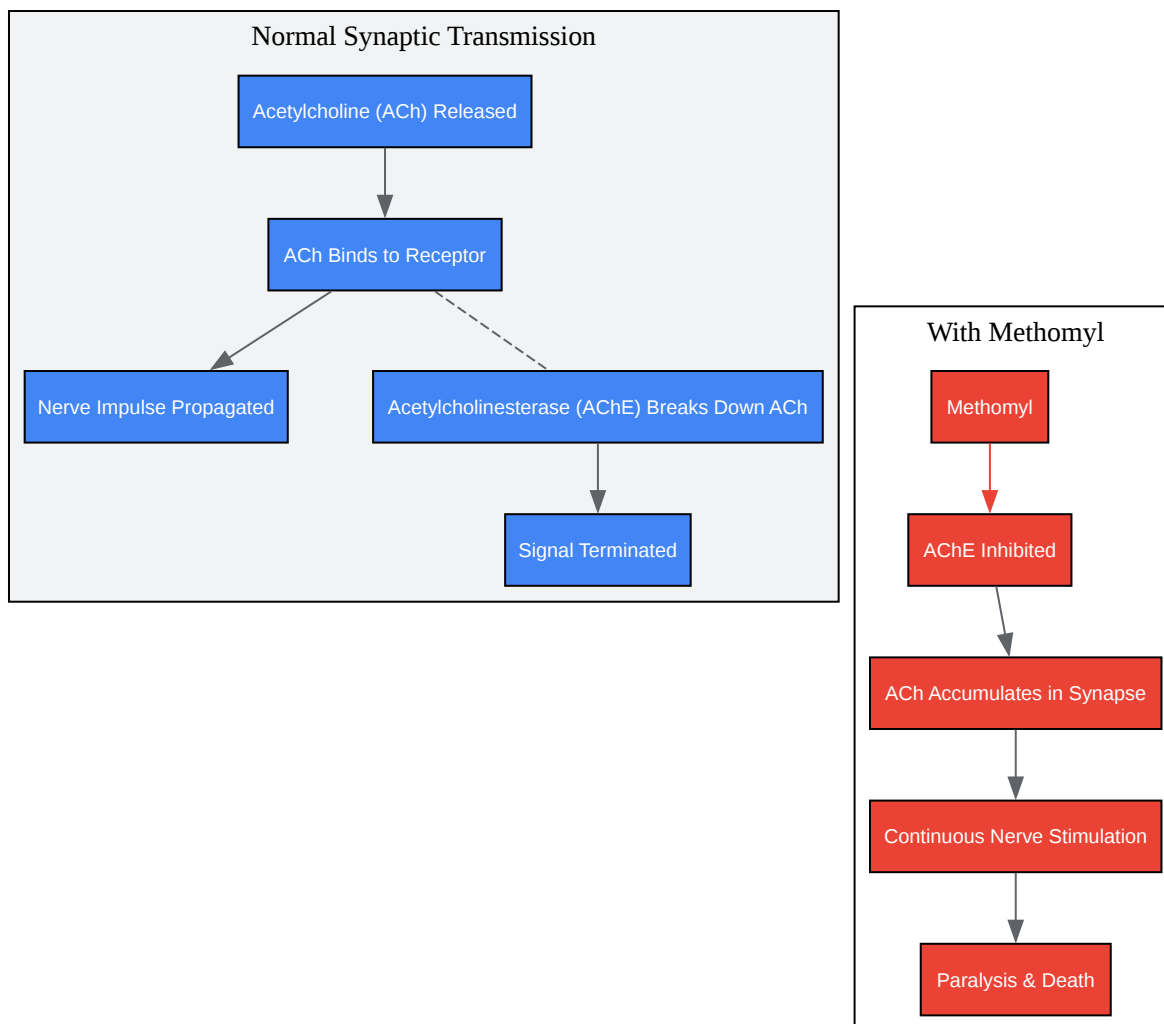 Normal Synaptic Transmission
Acetylcholine (ACh) Released
ACh Binds to Receptor
Nerve Impulse Propagated
Acetylcholinesterase (AChE) Breaks Down ACh
Signal Terminated
With Methomyl
Methomyl
AChE Inhibited
ACh Accumulates in Synapse
Continuous Nerve Stimulation
Paralysis & Death